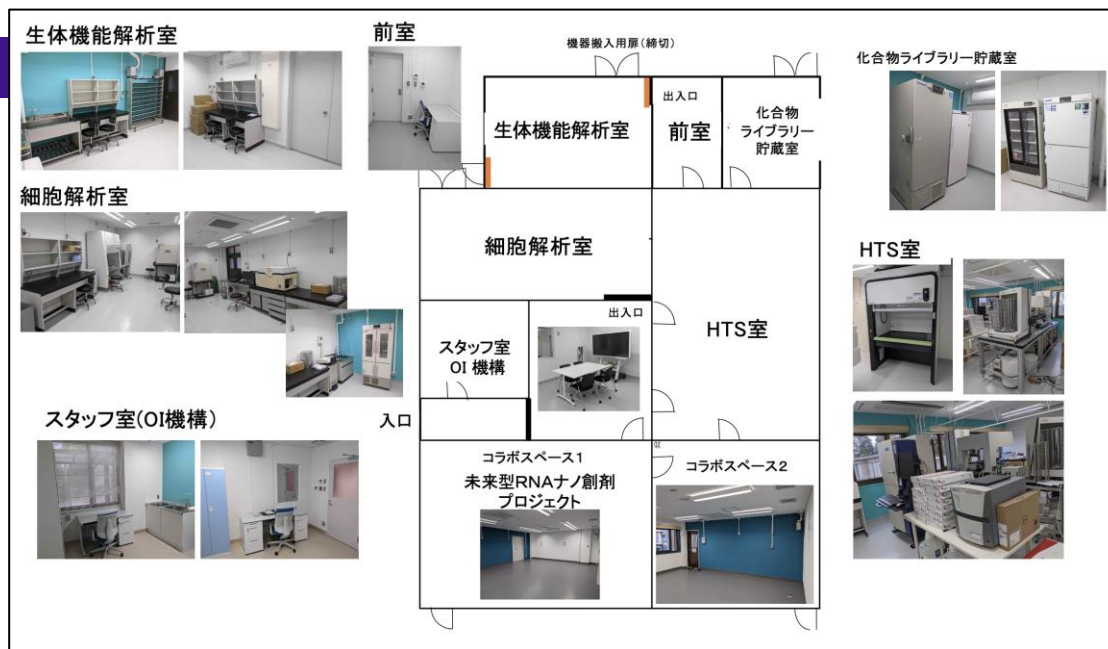 生体機能解析室
前室
機器搬入用扉(締切)
化合物ライブラリー貯蔵室
生体機能解析室
出入口
前室
化合物
ライブラリー
貯蔵室
細胞解析室
細胞解析室
HTS室
出入口
スタッフ室
OI 機構
HTS室
スタッフ室(OI機構)
入口
コラボスペース1
未来型RNAナノ創剤
プロジェクト
コラボスペース2